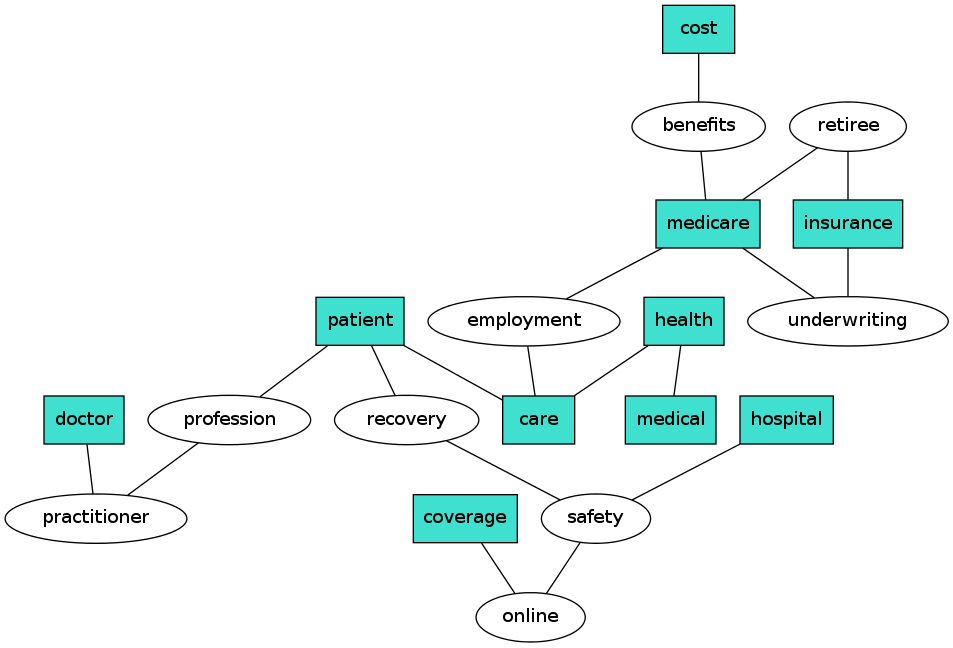 cost
benefits
retiree
medicare
insurance
patient
employment
health
underwriting
doctor
profession
recovery
care
medical
hospital
practitioner
coverage
safety
online